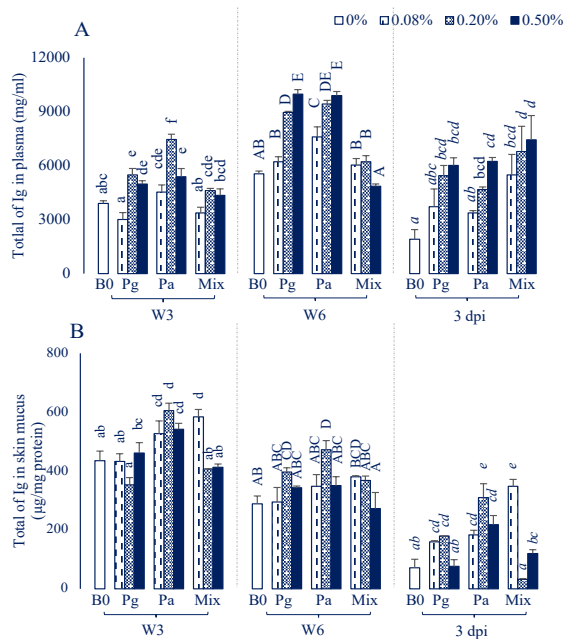 0% 0.08% 0.20% 0.50%
A
Totlal of Ig in plasma (mg/ml)
12000
9000
6000
3000
0
abc a e de cde f e ab cde bcd
AB B D E C DE E B B A
a abc bcd bcd ab bcd cd bcd d d
B0 Pg Pa Mix B0 Pg Pa Mix B0 Pg Pa Mix
W3 W6 3 dpi
B
Total of Ig in skin mucus
(µg/mg protein)
800
600
400
200
0
ab ab a bc cd d cd d ab ab
AB ABC CD ABC ABC D ABC BCD ABC A
ab cd cd ab cd e cd e a bc
B0 Pg Pa Mix B0 Pg Pa Mix B0 Pg Pa Mix
W3 W6 3 dpi